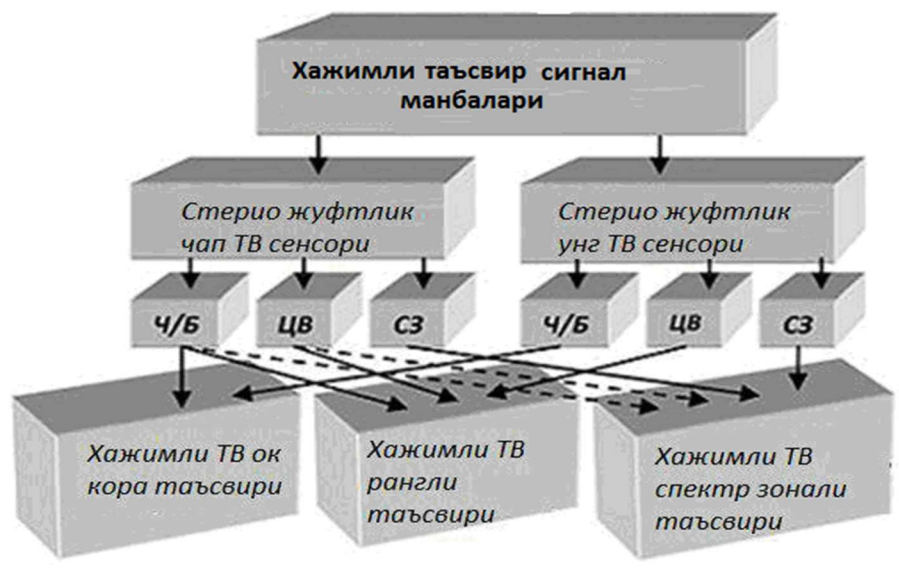 Хажимли таъсвир сигнал
манбалари
Стерио жуфтлик
чап ТВ сенсори
Стерио жуфтлик
унг ТВ сенсори
Ч/Б
ЦВ
СЗ
Ч/Б
ЦВ
СЗ
Хажимли ТВ ок
кора таъсвири
Хажимли ТВ
рангли
таъсвири
Хажимли ТВ
спектр зонали
таъсвири